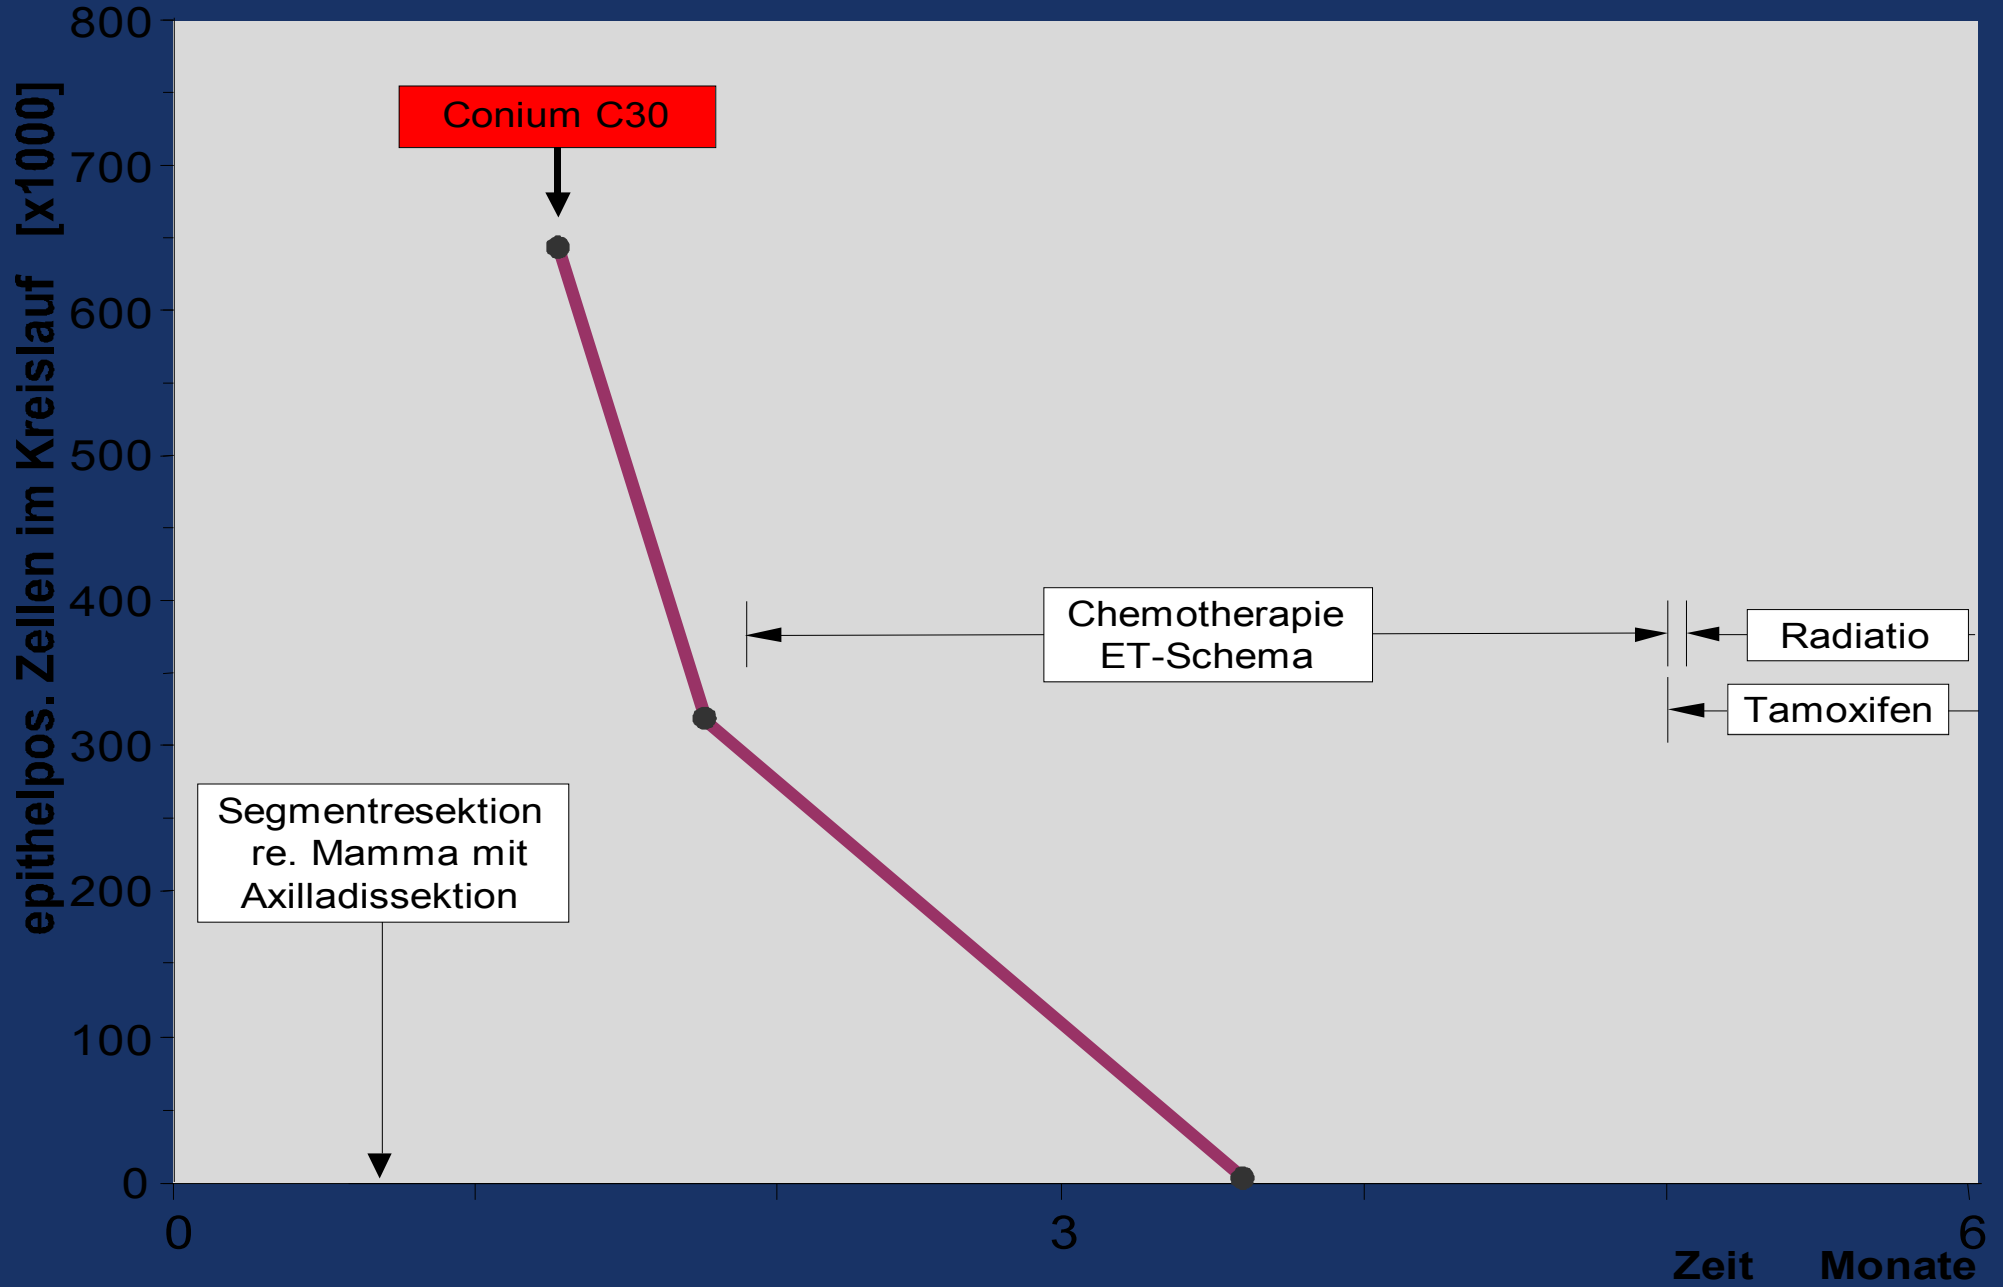 800
700
600
500
400
300
200
100
0
epithelpos. Zellen im Kreislauf [x1000]
Conium C30
Chemotherapie
ET-Schema
Radiatio
Tamoxifen
Segmentresektion
re. Mamma mit
Axilladissektion
0
3
6
Zeit Monate